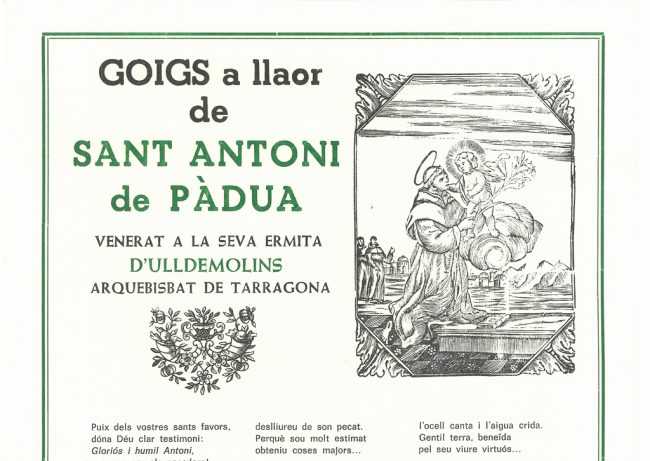 GOIGS a llaor
de
SANT ANTONI
de PÀDUA
VENERAT A LA SEVA ERMITA
D'ULLDEMOLINS
ARQUEBISBAT DE TARRAGONA
Puix dels vostres sants favors,
dóna Déu clar testimoni:
Gloriós i humil Antoni,
deslliureu de son pecat.
Perquè sou molt estimat
obteniu coses majors...
l'ocell canta i l'aigua crida.
Gentil terra, beneïda
pel seu viure virtuós...